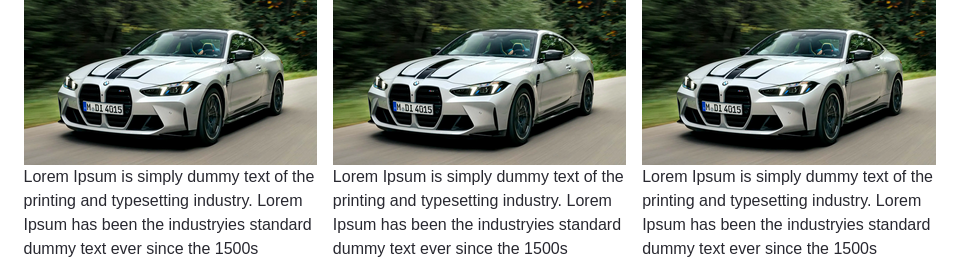 M DI 4015
M DI 4015
M DI 4015
Lorem Ipsum is simply dummy text of the
printing and typesetting industry. Lorem
Ipsum has been the industryies standard
dummy text ever since the 1500s
Lorem Ipsum is simply dummy text of the
printing and typesetting industry. Lorem
Ipsum has been the industryies standard
dummy text ever since the 1500s
Lorem Ipsum is simply dummy text of the
printing and typesetting industry. Lorem
Ipsum has been the industryies standard
dummy text ever since the 1500s